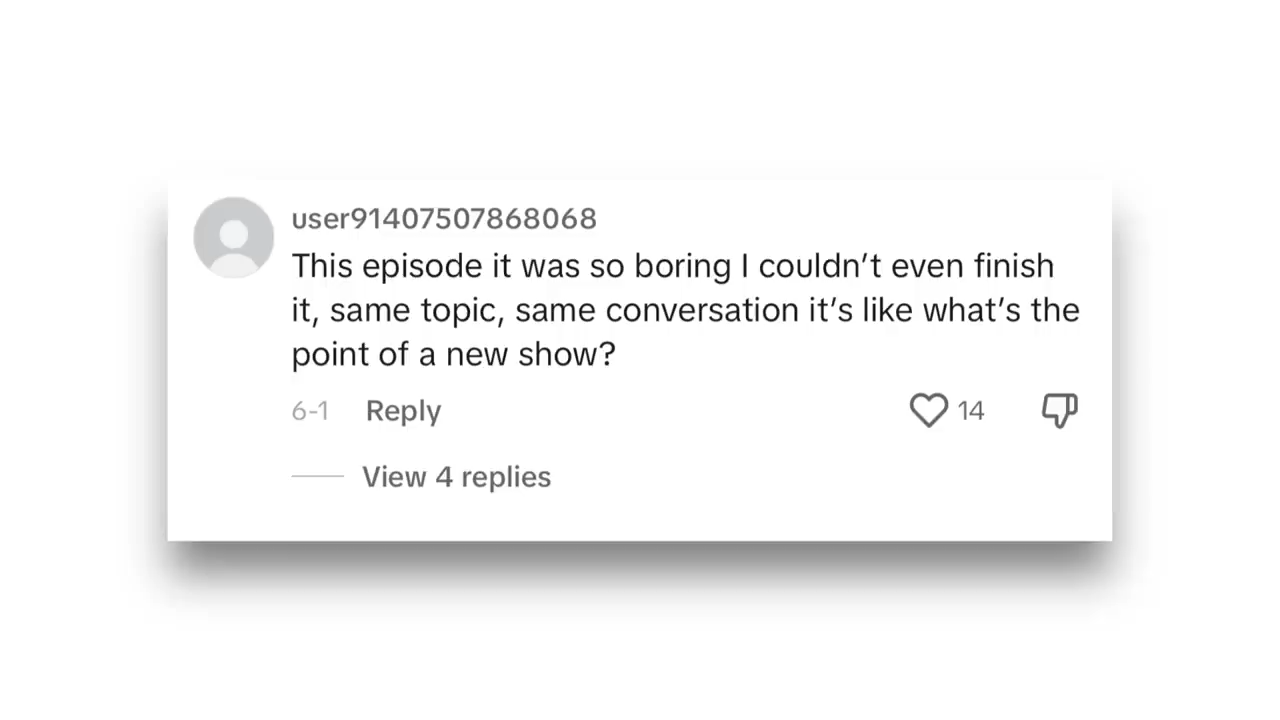 user91407507868068
This episode it was so boring I couldn’t even finish
it, same topic, same conversation it’s like what’s the
point of a new show?
6-1 Reply 14
View 4 replies